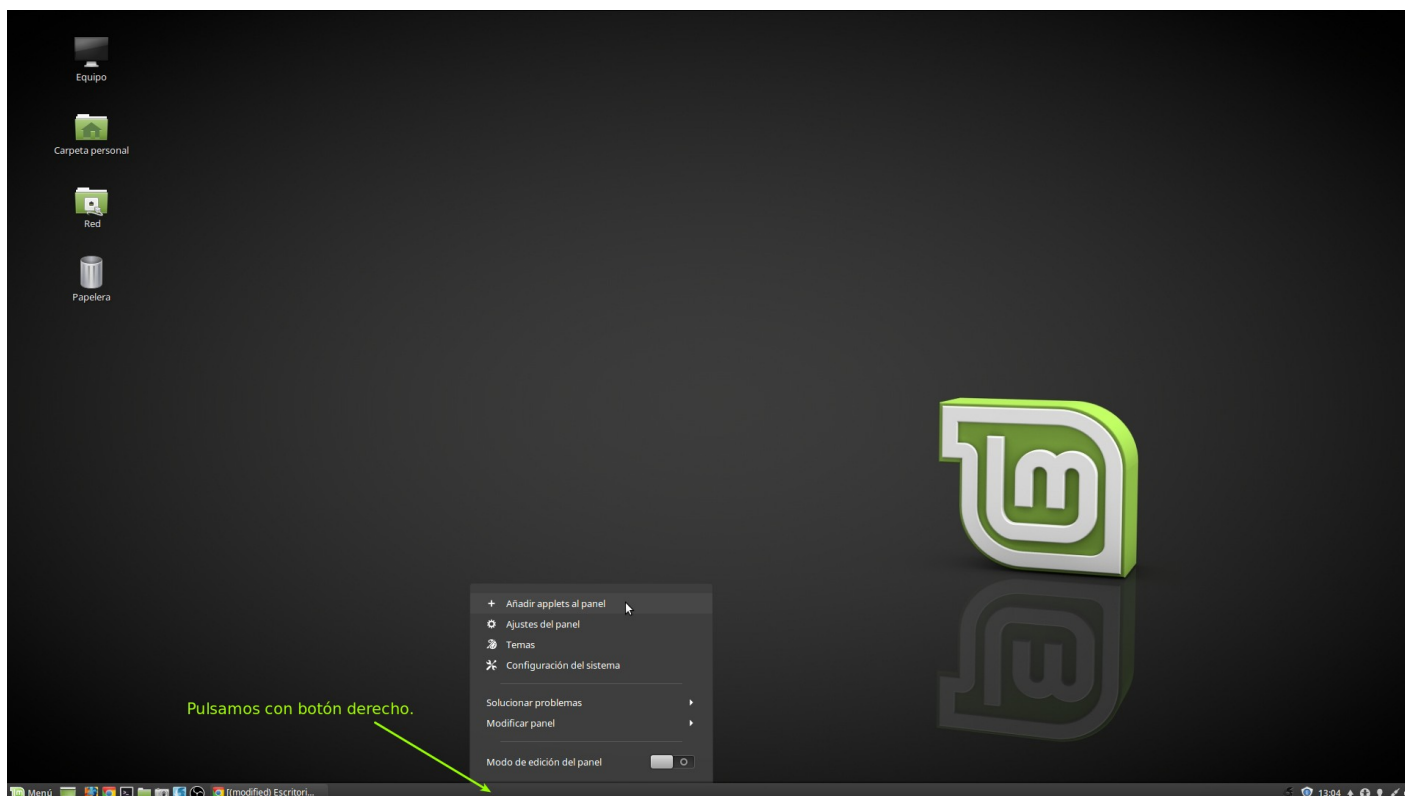 Equipo
Carpeta personal
Red
Papelera
lm
+ Añadir applets al panel
Ajustes del panel
Temas
Configuración del sistema
Solucionar problemas
Modificar panel
Modo de edición del panel
Pulsamos con botón derecho.
Menú
[(modified) Escritori...
13:04